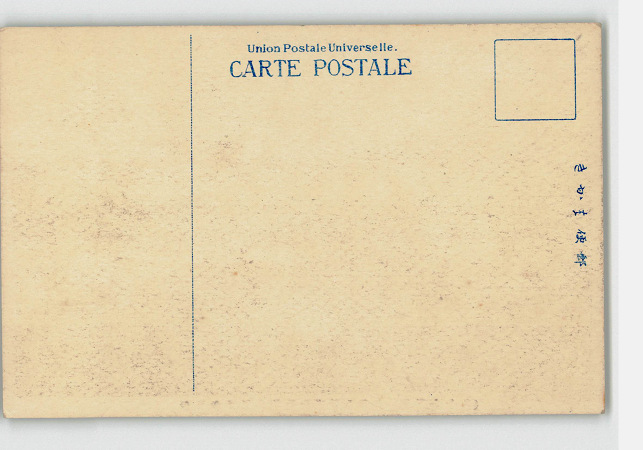 Union Postale Universelle.
CARTE POSTALE
きかは便郵